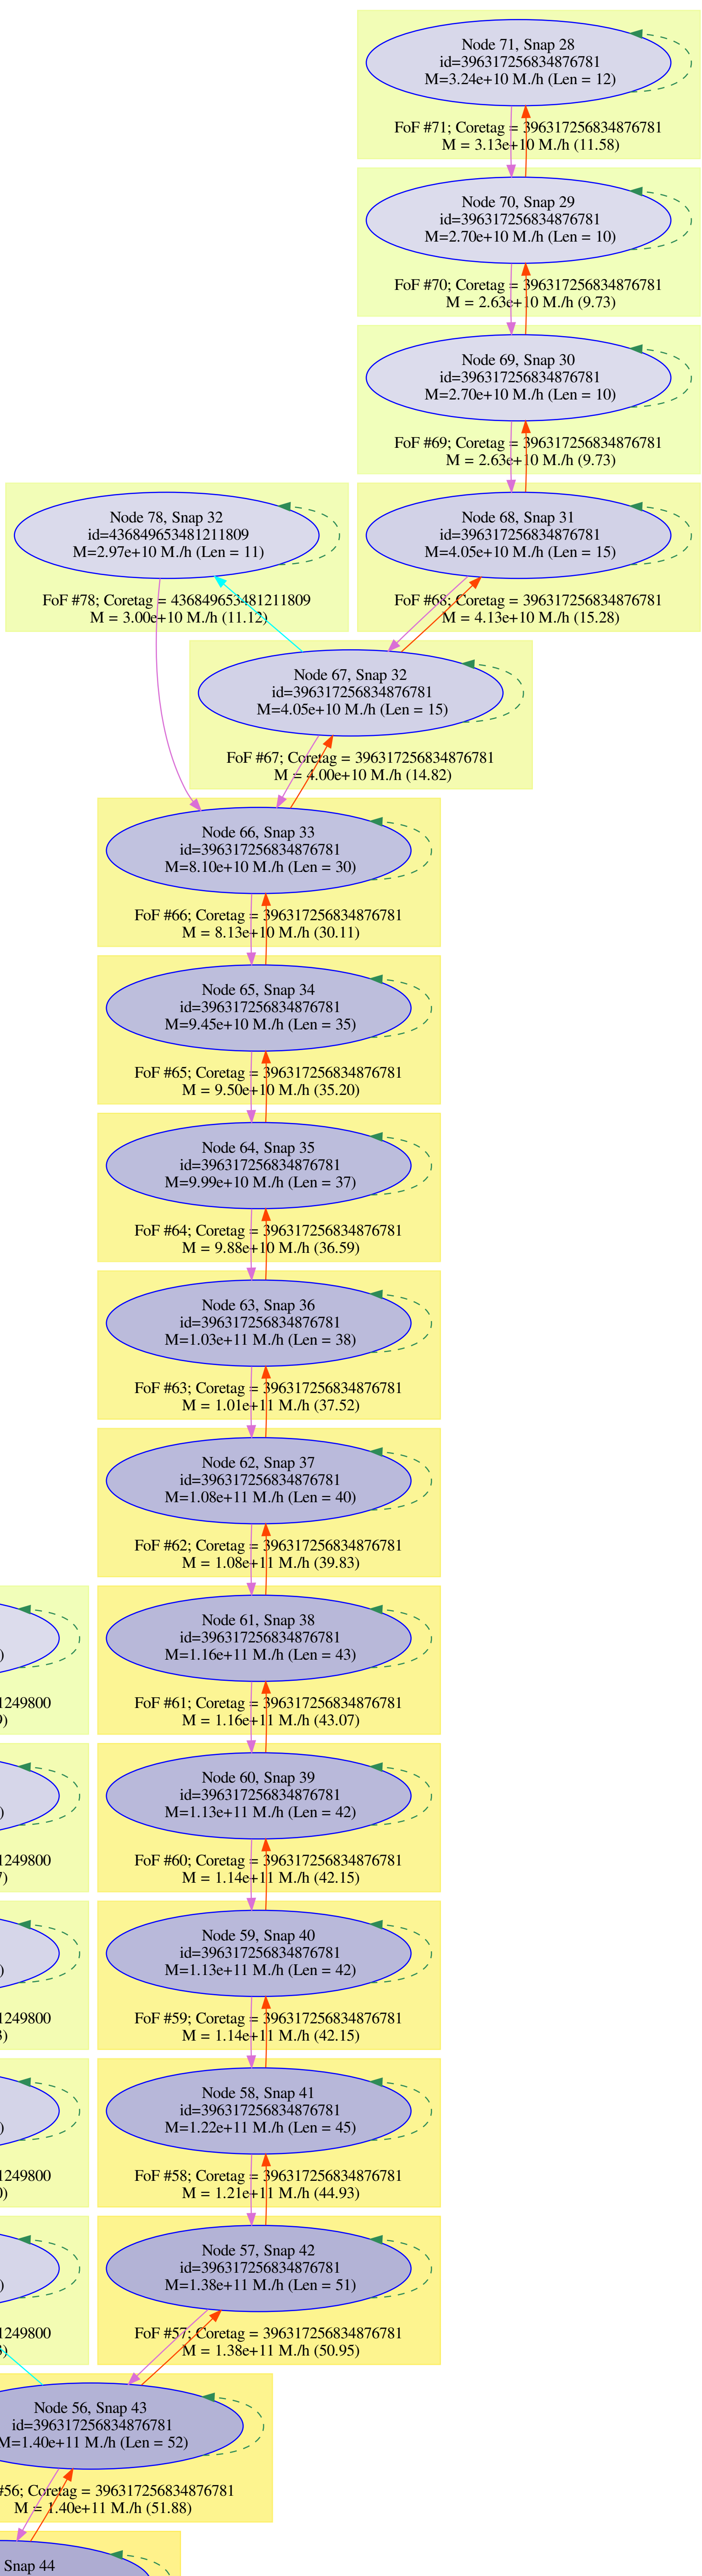 Node 71, Snap 28
id=396317256834876781
M=3.24e+10 M./h (Len = 12)
FoF #71; Coretag = 396317256834876781
M = 3.13e+10 M./h (11.58)
Node 70, Snap 29
id=396317256834876781
M=2.70e+10 M./h (Len = 10)
FoF #70; Coretag = 396317256834876781
M = 2.63e+10 M./h (9.73)
Node 69, Snap 30
id=396317256834876781
M=2.70e+10 M./h (Len = 10)
FoF #69; Coretag = 396317256834876781
M = 2.63e+10 M./h (9.73)
Node 78, Snap 32
id=436849653481211809
M=2.97e+10 M./h (Len = 11)
FoF #78; Coretag = 436849653481211809
M = 3.00e+10 M./h (11.12)
Node 68, Snap 31
id=396317256834876781
M=4.05e+10 M./h (Len = 15)
FoF #68; Coretag = 396317256834876781
M = 4.13e+10 M./h (15.28)
Node 67, Snap 32
id=396317256834876781
M=4.05e+10 M./h (Len = 15)
FoF #67; Coretag = 396317256834876781
M = 4.00e+10 M./h (14.82)
Node 66, Snap 33
id=396317256834876781
M=8.10e+10 M./h (Len = 30)
FoF #66; Coretag = 396317256834876781
M = 8.13e+10 M./h (30.11)
Node 65, Snap 34
id=396317256834876781
M=9.45e+10 M./h (Len = 35)
FoF #65; Coretag = 396317256834876781
M = 9.50e+10 M./h (35.20)
Node 64, Snap 35
id=396317256834876781
M=9.99e+10 M./h (Len = 37)
FoF #64; Coretag = 396317256834876781
M = 9.88e+10 M./h (36.59)
Node 63, Snap 36
id=396317256834876781
M=1.03e+11 M./h (Len = 38)
FoF #63; Coretag = 396317256834876781
M = 1.01e+11 M./h (37.52)
Node 62, Snap 37
id=396317256834876781
M=1.08e+11 M./h (Len = 40)
FoF #62; Coretag = 396317256834876781
M = 1.08e+11 M./h (39.83)
)
1249800
9)
Node 61, Snap 38
id=396317256834876781
M=1.16e+11 M./h (Len = 43)
FoF #61; Coretag = 396317256834876781
M = 1.16e+11 M./h (43.07)
)
1249800
7)
Node 60, Snap 39
id=396317256834876781
M=1.13e+11 M./h (Len = 42)
FoF #60; Coretag = 396317256834876781
M = 1.14e+11 M./h (42.15)
)
1249800
3)
Node 59, Snap 40
id=396317256834876781
M=1.13e+11 M./h (Len = 42)
FoF #59; Coretag = 396317256834876781
M = 1.14e+11 M./h (42.15)
)
1249800
0)
Node 58, Snap 41
id=396317256834876781
M=1.22e+11 M./h (Len = 45)
FoF #58; Coretag = 396317256834876781
M = 1.21e+11 M./h (44.93)
)
1249800
Node 57, Snap 42
id=396317256834876781
M=1.38e+11 M./h (Len = 51)
FoF #57; Coretag = 396317256834876781
M = 1.38e+11 M./h (50.95)
Node 56, Snap 43
id=396317256834876781
M=1.40e+11 M./h (Len = 52)
#56; Coretag = 396317256834876781
M = 1.40e+11 M./h (51.88)
Snap 44